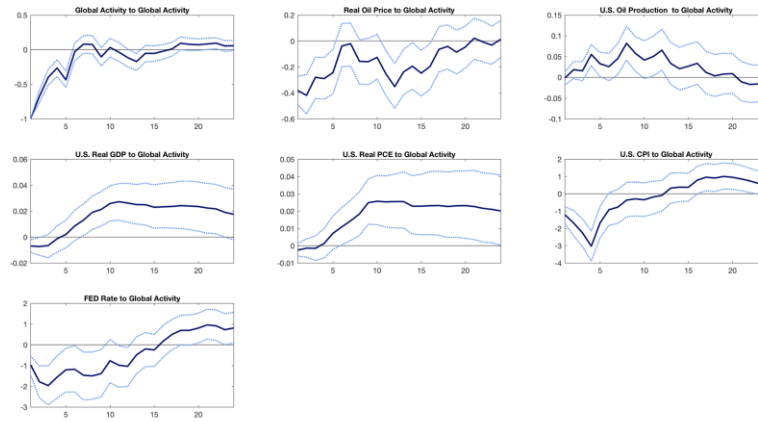 Global Activity to Global Activity
0.5
0
-0.5
-1
5 10 15 20
Real Oil Price to Global Activity
0.2
0
-0.2
-0.4
-0.6
5 10 15 20
U.S. Oil Production to Global Activity
0.15
0.1
0.05
0
-0.05
-0.1
5 10 15 20
U.S. Real GDP to Global Activity
0.06
0.04
0.02
0
-0.02
5 10 15 20
U.S. Real PCE to Global Activity
0.05
0.04
0.03
0.02
0.01
0
-0.01
5 10 15 20
U.S. CPI to Global Activity
2
1
0
-1
-2
-3
-4
5 10 15 20
FED Rate to Global Activity
2
1
0
-1
-2
-3
5 10 15 20